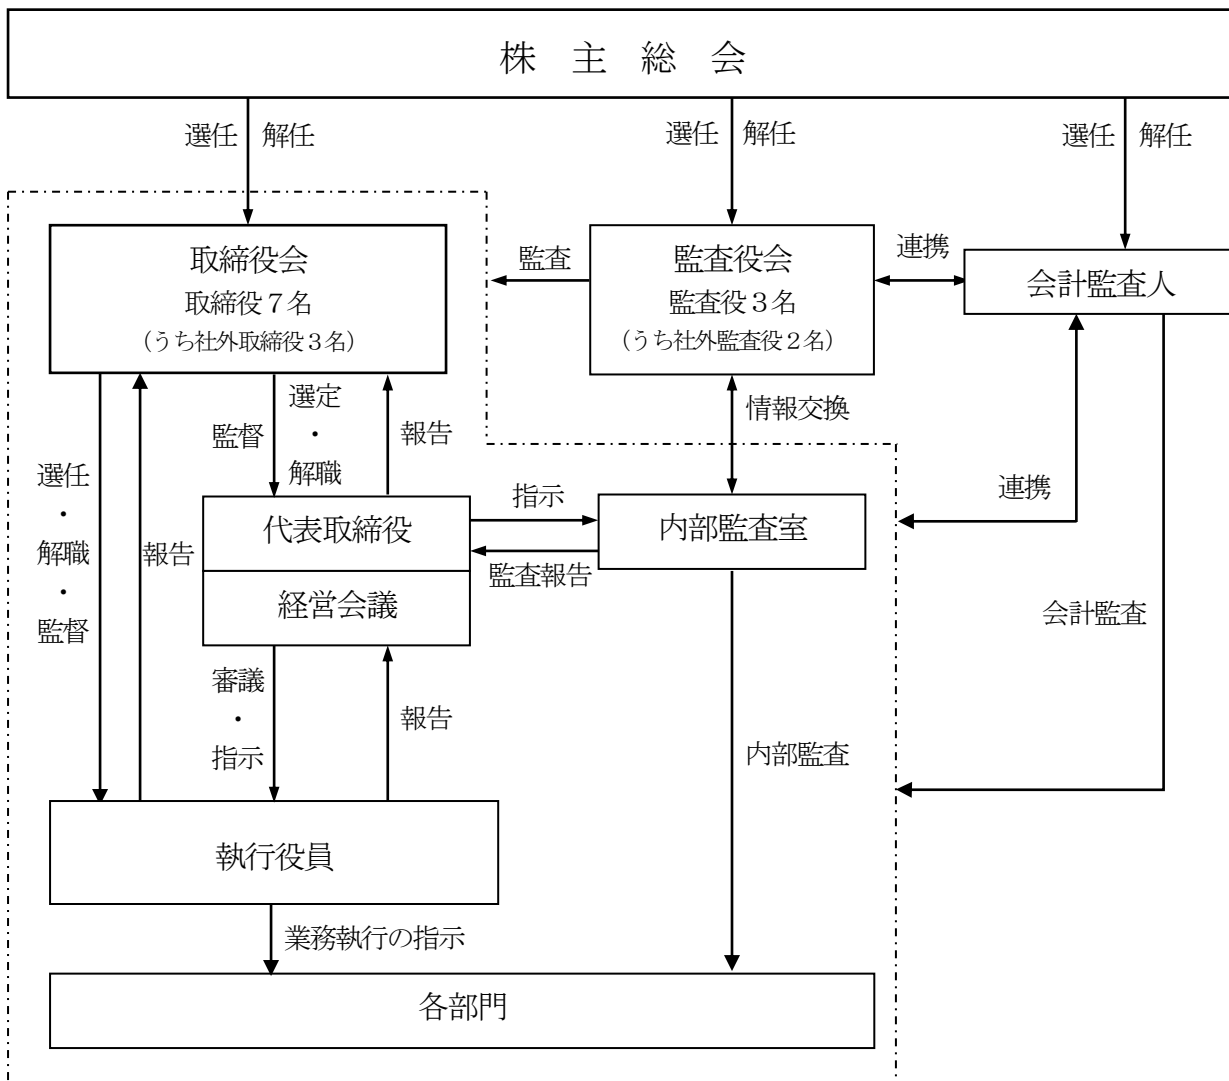 株 主 総 会
選任 解任
選任 解任
選任 解任
取締役会
取締役７名
（うち社外取締役３名）
監査
監査役会
監査役３名
（うち社外監査役２名）
連携
会計監査人
選任
・
解職
・
監督
報告
監督
選定
・
解職
報告
情報交換
連携
代表取締役
経営会議
指示
監査報告
内部監査室
会計監査
審議
・
指示
報告
内部監査
執行役員
業務執行の指示
各部門